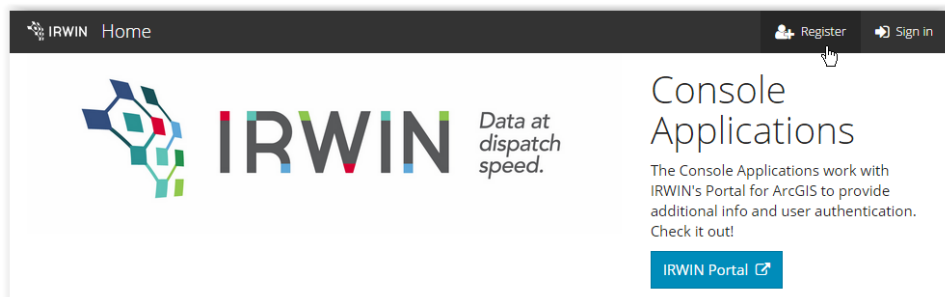 IRWIN Home
Register
Sign in
IRWIN
Data at
dispatch
speed.
Console
Applications
The Console Applications work with
IRWIN's Portal for ArcGIS to provide
additional info and user authentication.
Check it out!
IRWIN Portal